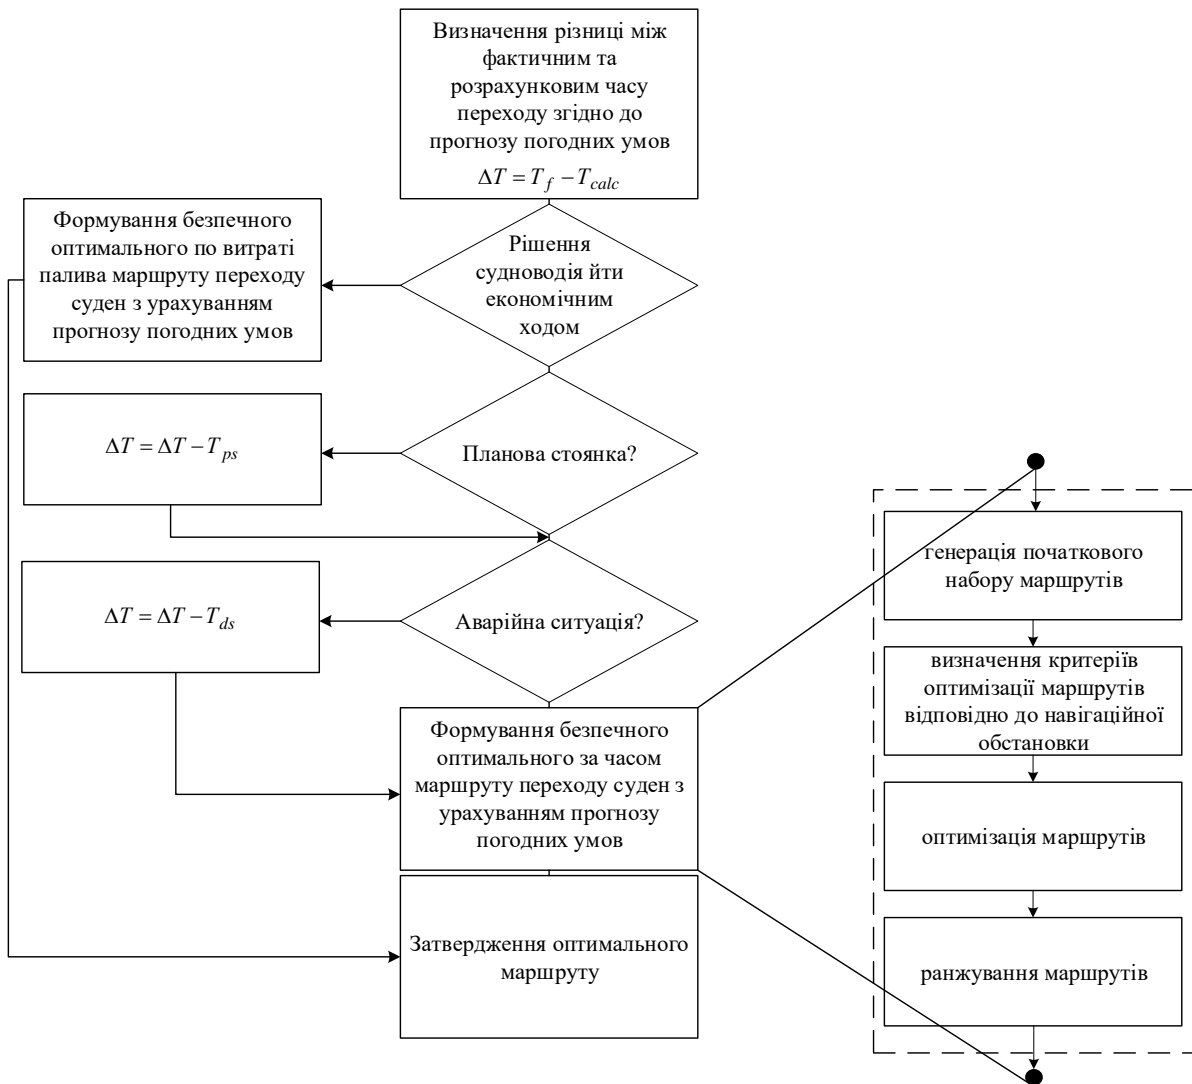 Визначення різниці між
фактичним та
розрахунковим часу
переходу згідно до
прогнозу погодних умов
ΔT = T_f − T_calc
Формування безпечного
оптимального по витраті
палива маршруту переходу
суден з урахуванням
прогнозу погодних умов
Рішення
судноводія йти
економічним
ходом
ΔT = ΔT − T_ps
Планова стоянка?
ΔT = ΔT − T_ds
Аварійна ситуація?
Формування безпечного
оптимального за часом
маршруту переходу суден з
урахуванням прогнозу
погодних умов
Затвердження оптимального
маршруту
генерація початкового
набору маршрутів
визначення критеріїв
оптимізації маршрутів
відповідно до навігаційної
обстановки
оптимізація маршрутів
ранжування маршрутів